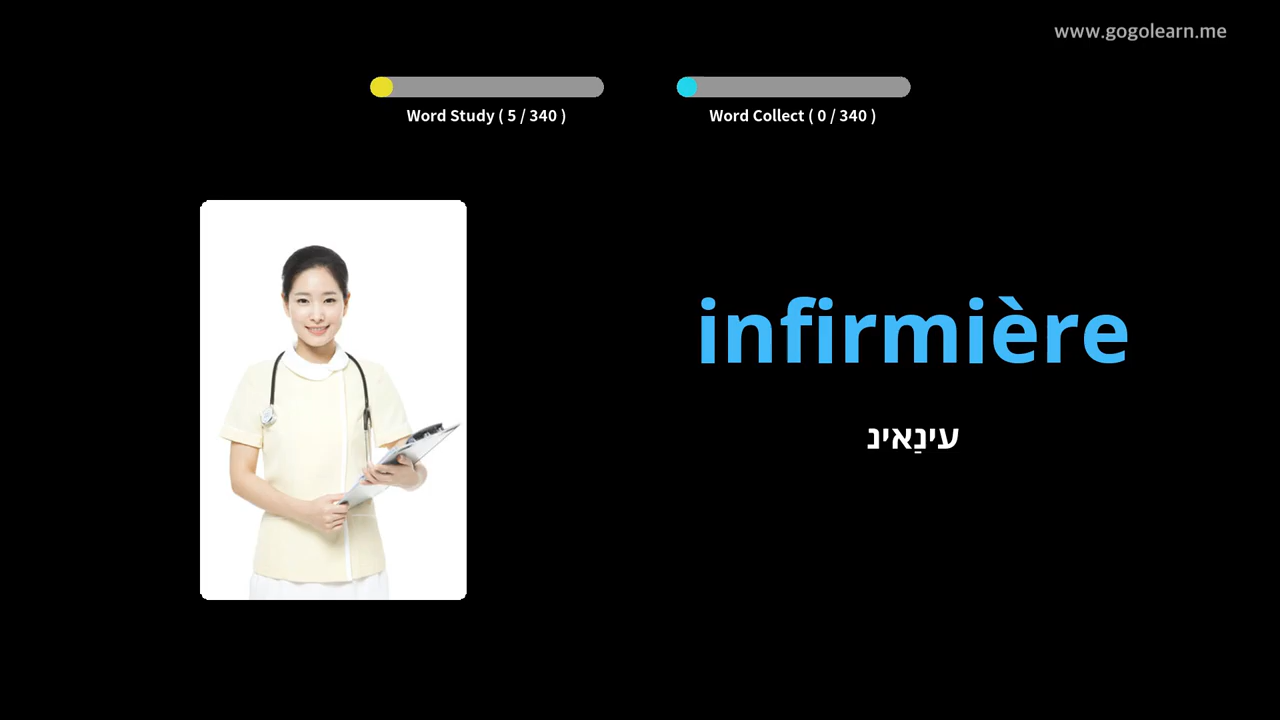 www.gogolearn.me
Word Study ( 5 / 340 )
Word Collect ( 0 / 340 )
infirmière
עינַאינ